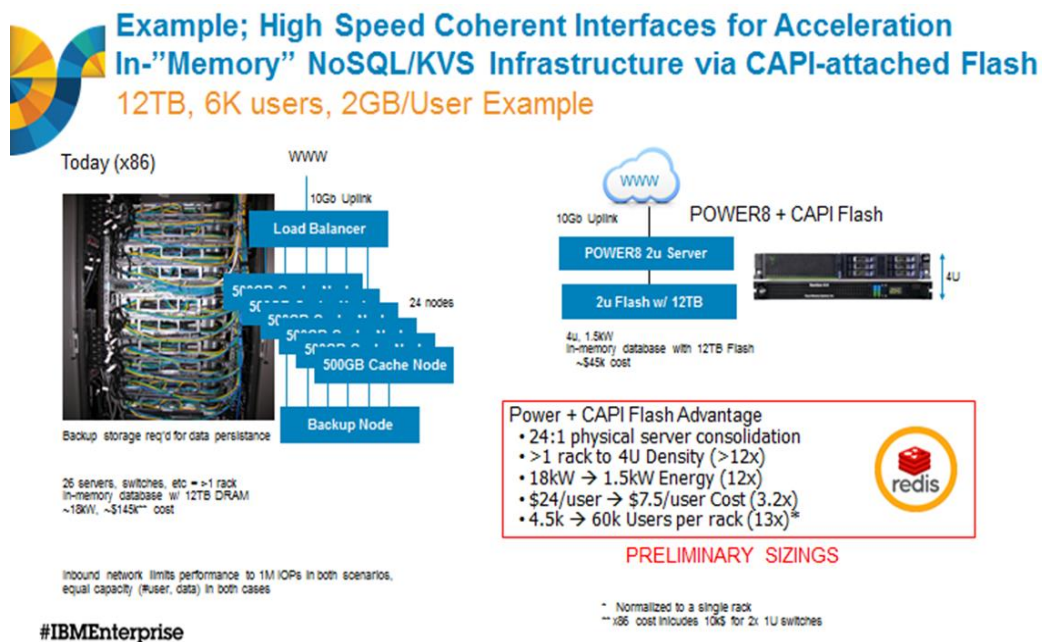 Example; High Speed Coherent Interfaces for Acceleration
In-”Memory” NoSQL/KVS Infrastructure via CAPI-attached Flash
12TB, 6K users, 2GB/User Example
Today (x86)
WWW
10Gb Uplink
Load Balancer
24 nodes
500GB Cache Node
Backup Node
Backup storage req'd for data persistance
26 servers, switches, etc = >1 rack
In-memory database w/ 12TB DRAM
~18kW, ~$145k** cost
Inbound network limits performance to 1M IOPs in both scenarios,
equal capacity (#user, data) in both cases
#IBMEnterprise
WWW
10Gb Uplink
POWER8 + CAPI Flash
POWER8 2u Server
2u Flash w/ 12TB
4U
4u, 1.5kW
In-memory database with 12TB Flash
~$45k cost
Power + CAPI Flash Advantage
• 24:1 physical server consolidation
• >1 rack to 4U Density (>12x)
• 18kW → 1.5kW Energy (12x)
• $24/user → $7.5/user Cost (3.2x)
• 4.5k → 60k Users per rack (13x)*
redis
PRELIMINARY SIZINGS
* Normalized to a single rack
** x86 cost inlcudes 10k$ for 2x 1U switches